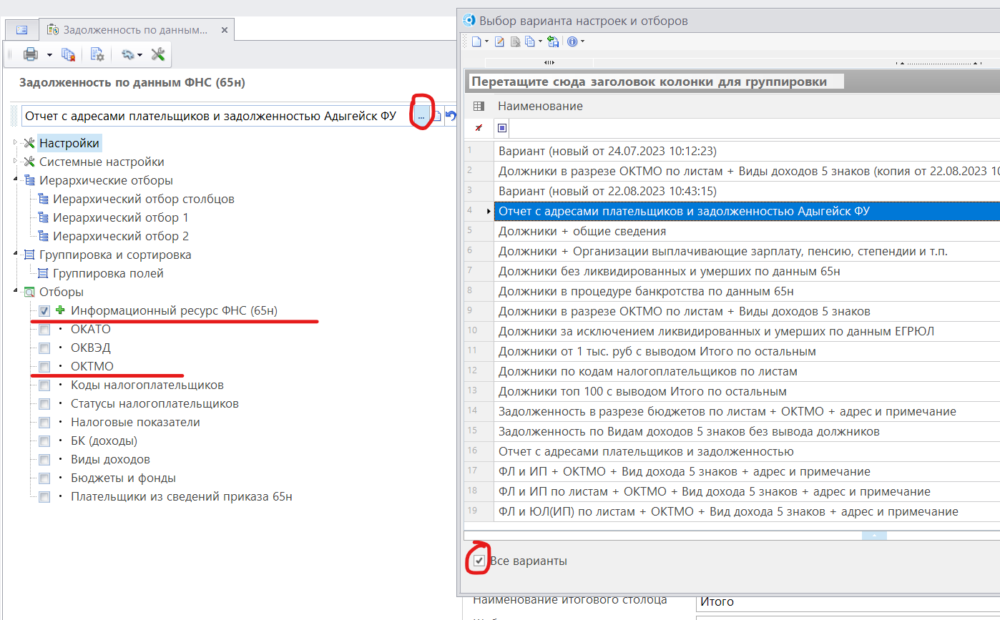 Задолженность по данным...
Задолженность по данным ФНС (65н)
Отчет с адресами плательщиков и задолженностью Адыгейск ФУ
...
Настройки
Системные настройки
Иерархические отборы
Иерархический отбор столбцов
Иерархический отбор 1
Иерархический отбор 2
Группировка и сортировка
Группировка полей
Отборы
Информационный ресурс ФНС (65н)
ОКАТО
ОКВЭД
ОКТМО
Коды налогоплательщиков
Статусы налогоплательщиков
Налоговые показатели
БК (доходы)
Виды доходов
Бюджеты и фонды
Плательщики из сведений приказа 65н
Выбор варианта настроек и отборов
Перетащите сюда заголовок колонки для группировки
Наименование
1 Вариант (новый от 24.07.2023 10:12:23)
2 Должники в разрезе ОКТМО по листам + Виды доходов 5 знаков (копия от 22.08.2023 10
3 Вариант (новый от 22.08.2023 10:43:15)
4 Отчет с адресами плательщиков и задолженностью Адыгейск ФУ
5 Должники + общие сведения
6 Должники + Организации выплачивающие зарплату, пенсию, степендии и т.п.
7 Должники без ликвидированных и умерших по данным 65н
8 Должники в процедуре банкротства по данным 65н
9 Должники в разрезе ОКТМО по листам + Виды доходов 5 знаков
10 Должники за исключением ликвидированных и умерших по данным ЕГРЮЛ
11 Должники от 1 тыс. руб с выводом Итого по остальным
12 Должники по кодам налогоплательщиков по листам
13 Должники топ 100 с выводом Итого по остальным
14 Задолженность в разрезе бюджетов по листам + ОКТМО + адрес и примечание
15 Задолженность по Видам доходов 5 знаков без вывода должников
16 Отчет с адресами плательщиков и задолженностью
17 ФЛ и ИП + ОКТМО + Вид дохода 5 знаков + адрес и примечание
18 ФЛ и ИП по листам + ОКТМО + Вид дохода 5 знаков + адрес и примечание
19 ФЛ и ЮЛ(ИП) по листам + ОКТМО + Вид дохода 5 знаков + адрес и примечание
Все варианты
Наименование итогового столбца
Итого